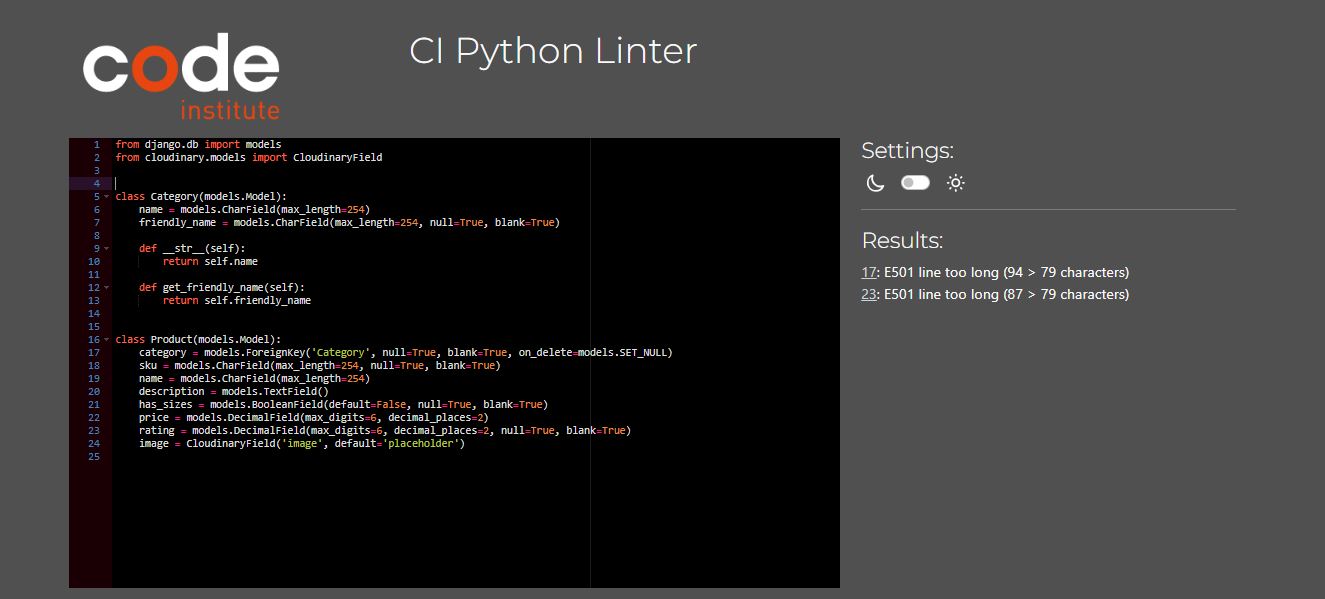 code
institute
CI Python Linter
1 from django.db import models
2 from cloudinary.models import CloudinaryField
3
4
5 class Category(models.Model):
6     name = models.CharField(max_length=254)
7     friendly_name = models.CharField(max_length=254, null=True, blank=True)
8
9     def __str__(self):
10         return self.name
11
12     def get_friendly_name(self):
13         return self.friendly_name
14
15
16 class Product(models.Model):
17     category = models.ForeignKey('Category', null=True, blank=True, on_delete=models.SET_NULL)
18     sku = models.CharField(max_length=254, null=True, blank=True)
19     name = models.CharField(max_length=254)
20     description = models.TextField()
21     has_sizes = models.BooleanField(default=False, null=True, blank=True)
22     price = models.DecimalField(max_digits=6, decimal_places=2)
23     rating = models.DecimalField(max_digits=6, decimal_places=2, null=True, blank=True)
24     image = CloudinaryField('image', default='placeholder')
25
Settings:
Results:
17: E501 line too long (94 > 79 characters)
23: E501 line too long (87 > 79 characters)